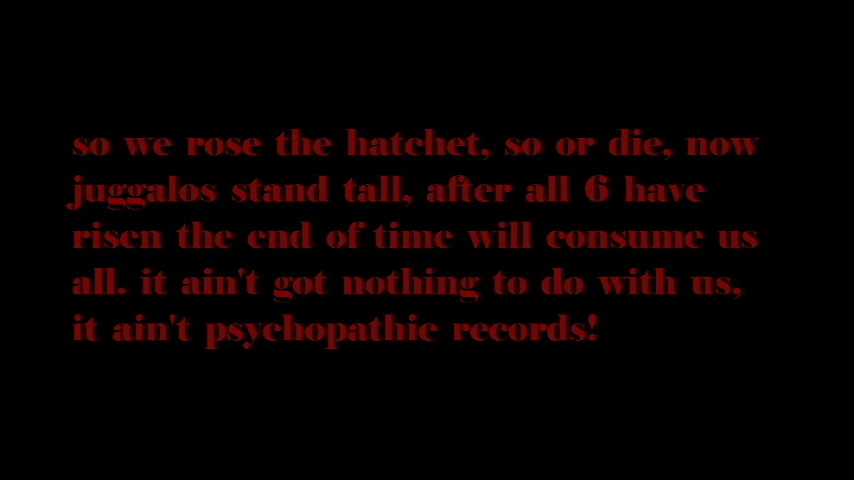 so we rose the hatchet, so or die, now
juggalos stand tall, after all 6 have
risen the end of time will consume us
all. it ain't got nothing to do with us,
it ain't psychopathic records!